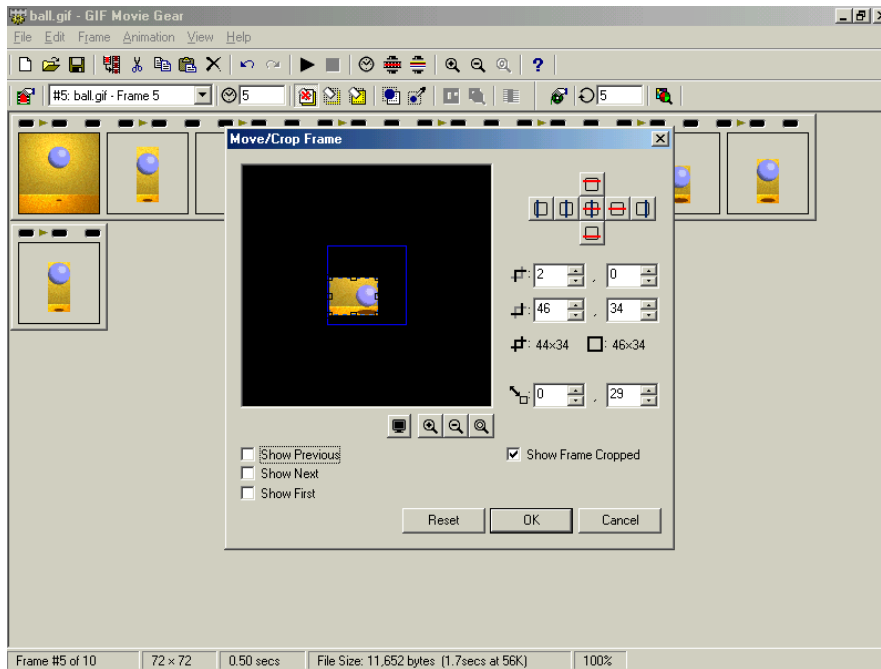 ball.gif - GIF Movie Gear
File Edit Frame Animation View Help
?
#5: ball.gif - Frame 5 5 5
Move/Crop Frame
: 2 , 0
: 46 , 34
: 44×34 : 46×34
: 0 , 29
Show Previous Show Frame Cropped
Show Next
Show First
Reset OK Cancel
Frame #5 of 10 72 × 72 0.50 secs File Size: 11,652 bytes (1.7secs at 56K) 100%